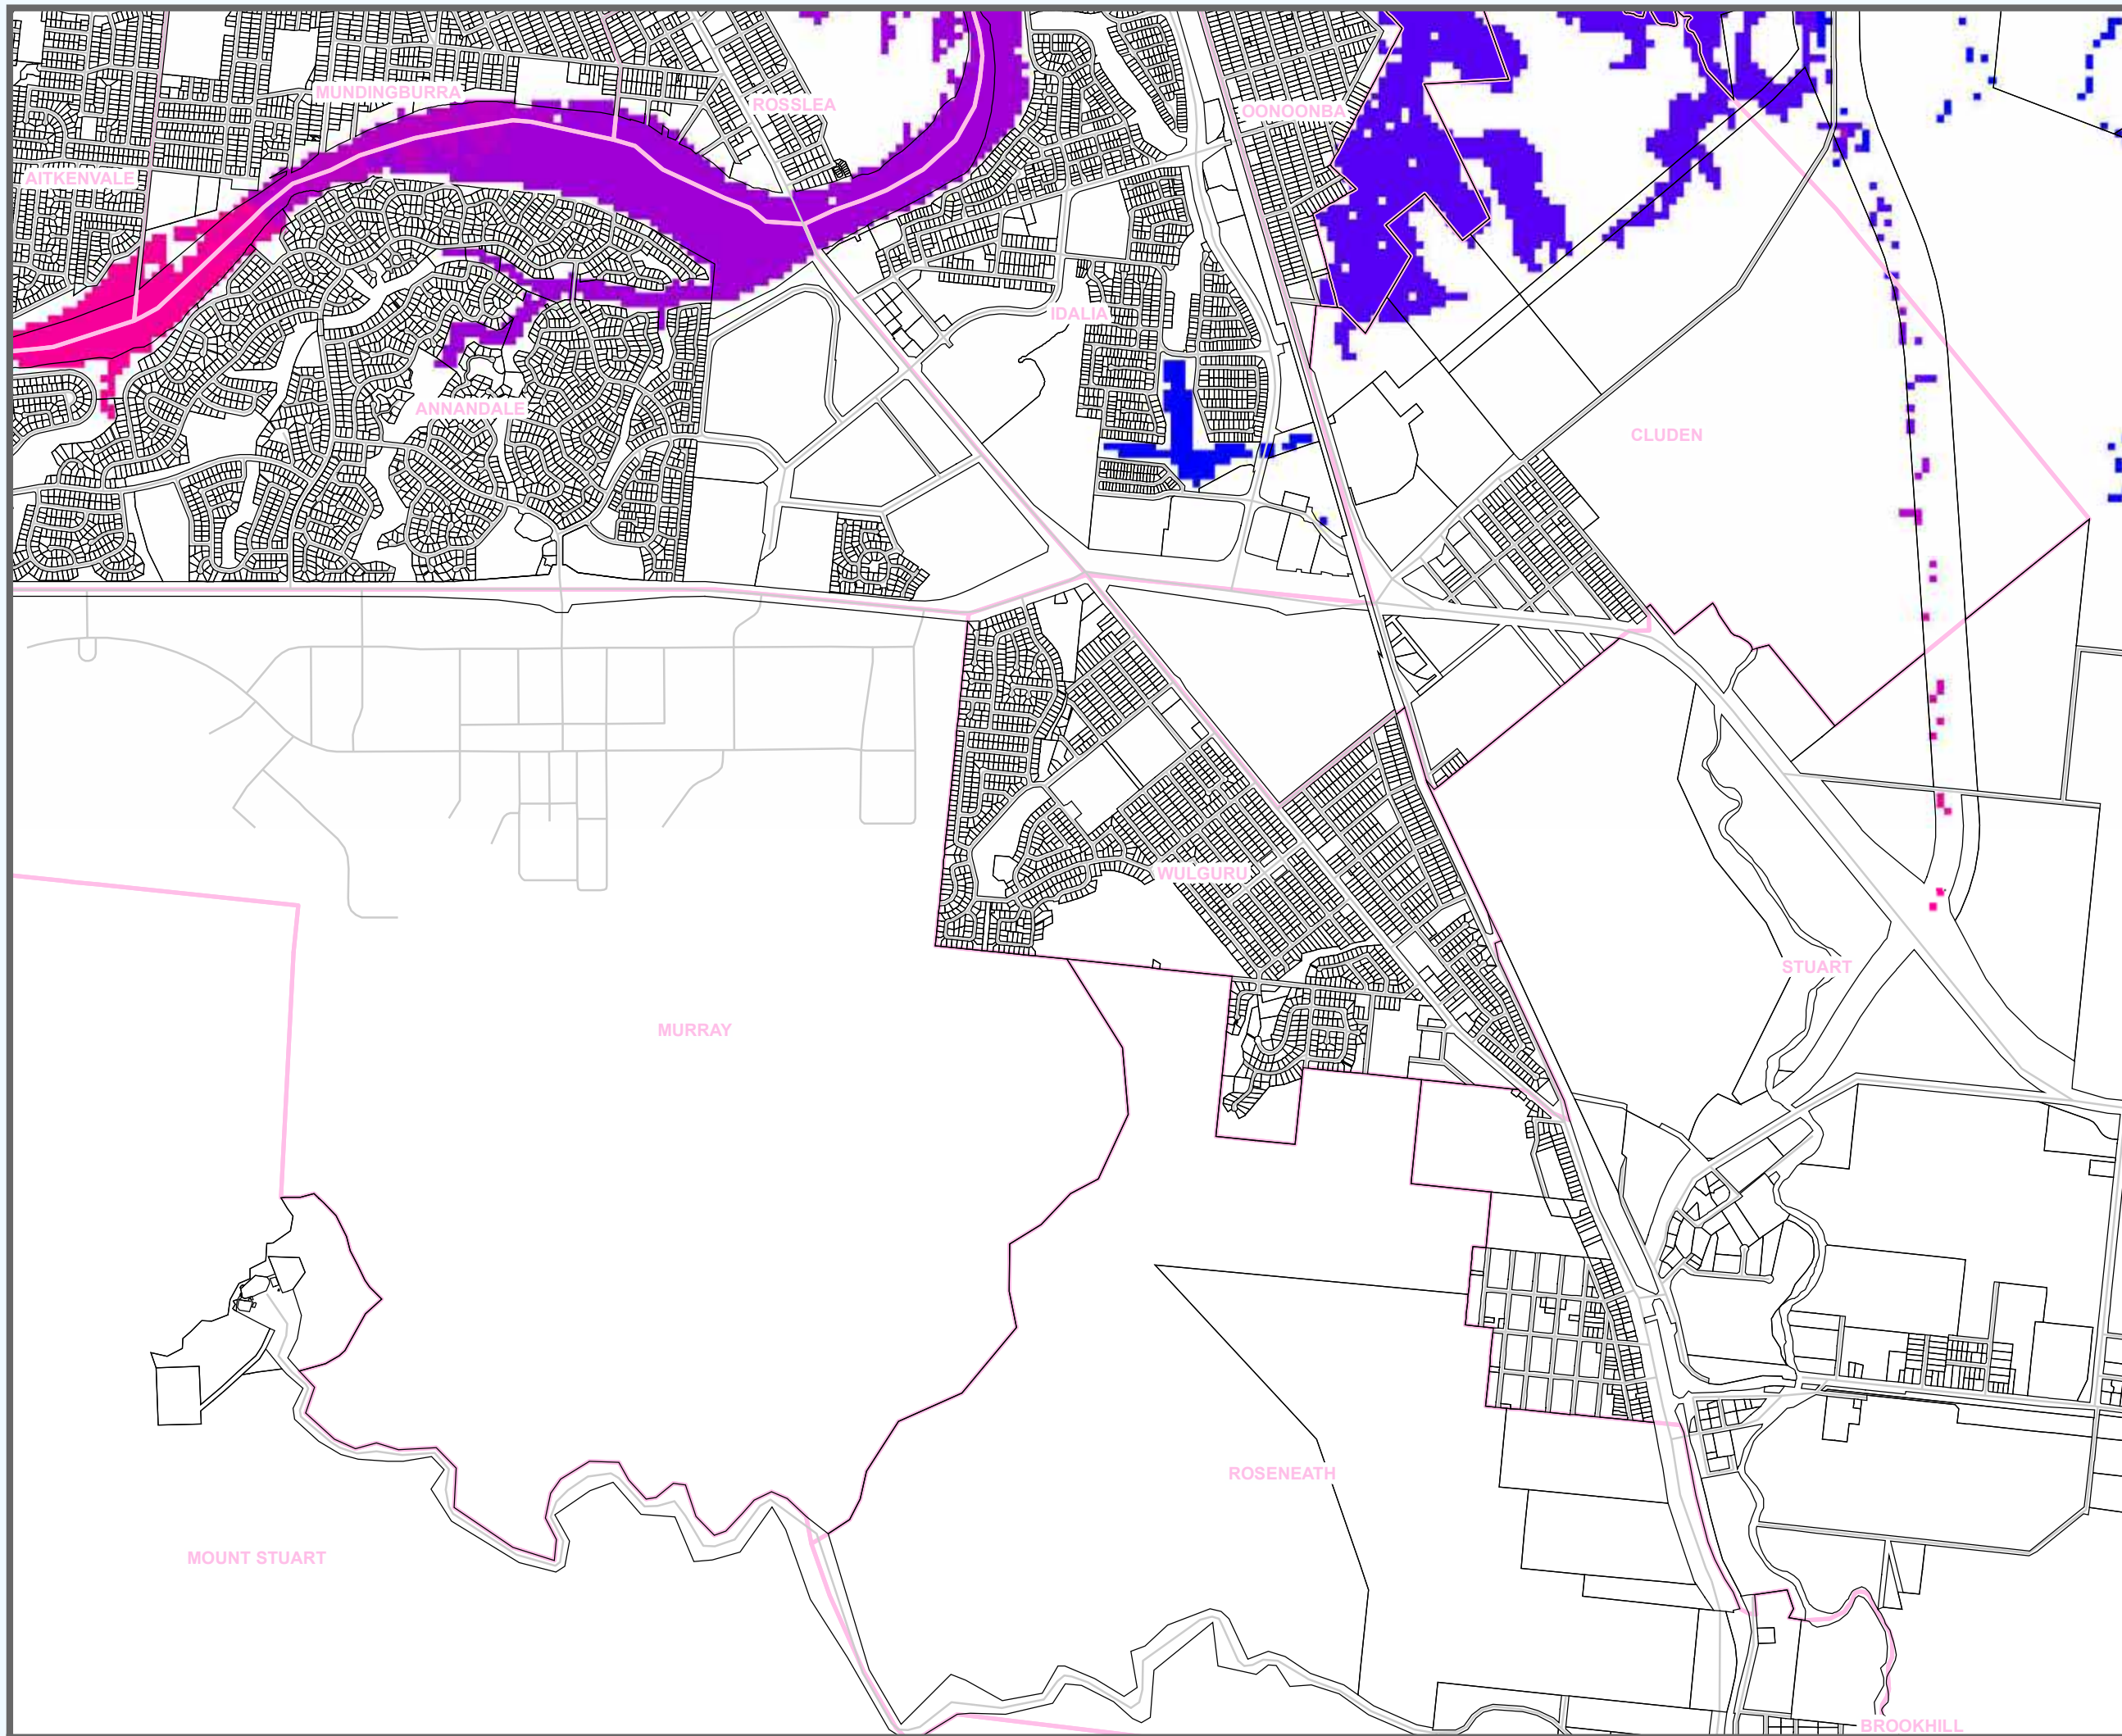 MUNDINGBURRA
ROSSLEA
OONOONBA
AITKENVALE
IDALIA
ANNANDALE
CLUDEN
WULGURU
STUART
MURRAY
ROSENEATH
MOUNT STUART
BROOKHILL